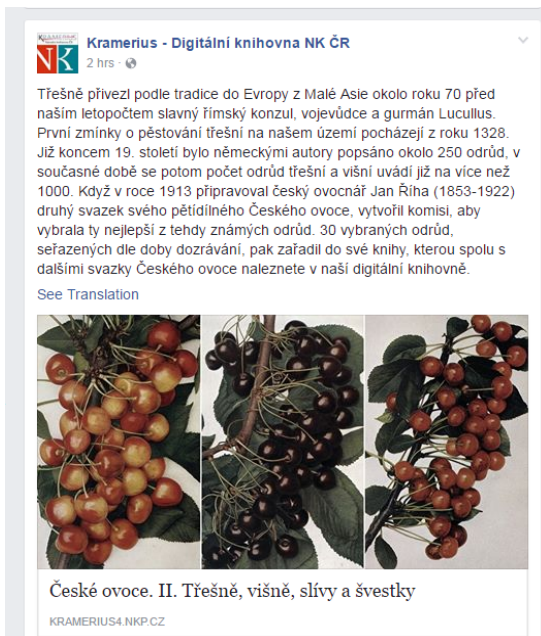 Kramerius - Digitální knihovna NK ČR
NK
2 hrs ·
Třešně přivezl podle tradice do Evropy z Malé Asie okolo roku 70 před
naším letopočtem slavný římský konzul, vojevůdce a gurmán Lucullus.
První zmínky o pěstování třešní na našem území pocházejí z roku 1328.
Již koncem 19. století bylo německými autory popsáno okolo 250 odrůd, v
současné době se potom počet odrůd třešní a višní uvádí již na více než
1000. Když v roce 1913 připravoval český ovocnář Jan Říha (1853-1922)
druhý svazek svého pětidílného Českého ovoce, vytvořil komisi, aby
vybrala ty nejlepší z tehdy známých odrůd. 30 vybraných odrůd,
seřazených dle doby dozrávání, pak zařadil do své knihy, kterou spolu s
dalšími svazky Českého ovoce naleznete v naší digitální knihovně.
See Translation
České ovoce. II. Třešně, višně, slívy a švestky
KRAMERIUS4.NKP.CZ